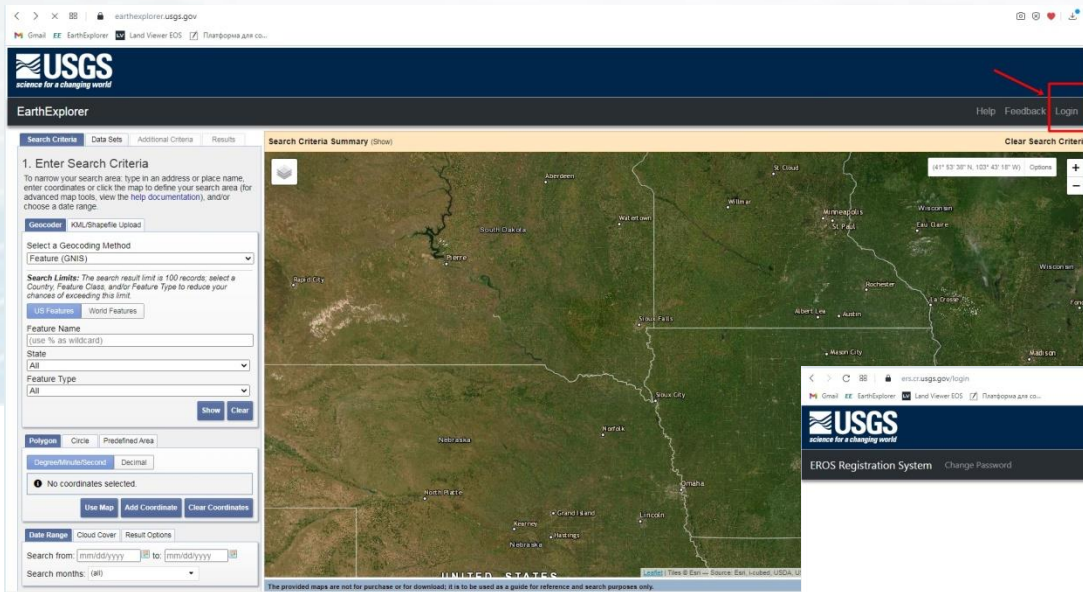 earthexplorer.usgs.gov
Gmail EE EarthExplorer LV Land Viewer EOS Платформа для со...
USGS
science for a changing world
EarthExplorer
Help Feedback Login
Search Criteria Data Sets Additional Criteria Results
Search Criteria Summary (Show)
Clear Search Criteri
1. Enter Search Criteria
To narrow your search area: type in an address or place name,
enter coordinates or click the map to define your search area (for
advanced map tools, view the help documentation), and/or
choose a date range.
Geocoder KML/Shapefile Upload
Select a Geocoding Method
Feature (GNIS)
Search Limits: The search result limit is 100 records; select a
Country, Feature Class, and/or Feature Type to reduce your
chances of exceeding this limit.
US Features World Features
Feature Name
(use % as wildcard)
State
All
Feature Type
All
Show Clear
Polygon Circle Predefined Area
Degree/Minute/Second Decimal
No coordinates selected.
Use Map Add Coordinate Clear Coordinates
Date Range Cloud Cover Result Options
Search from: mm/dd/yyyy to: mm/dd/yyyy
Search months: (all)
(41° 53' 38" N, 103° 43' 18" W) Options
+
−
Aberdeen
St. Cloud
Willmar
Minneapolis
St. Paul
Wisconsin
Eau Claire
Watertown
South Dakota
Pierre
Wisconsin
Rapid City
Rochester
La Crosse
Albert Lea
Austin
Sioux Falls
Mason City
Madison
Sioux City
Norfolk
Nebraska
North Platte
Omaha
Grand Island
Lincoln
Kearney
Hastings
Nebraska
UNITED STATES
Leaflet | Tiles © Esri — Source: Esri, i-cubed, USDA, U
The provided maps are not for purchase or for download; it is to be used as a guide for reference and search purposes only.
ers.cr.usgs.gov/login
Gmail EE EarthExplorer LV Land Viewer EOS Платформа для со...
USGS
science for a changing world
EROS Registration System Change Password